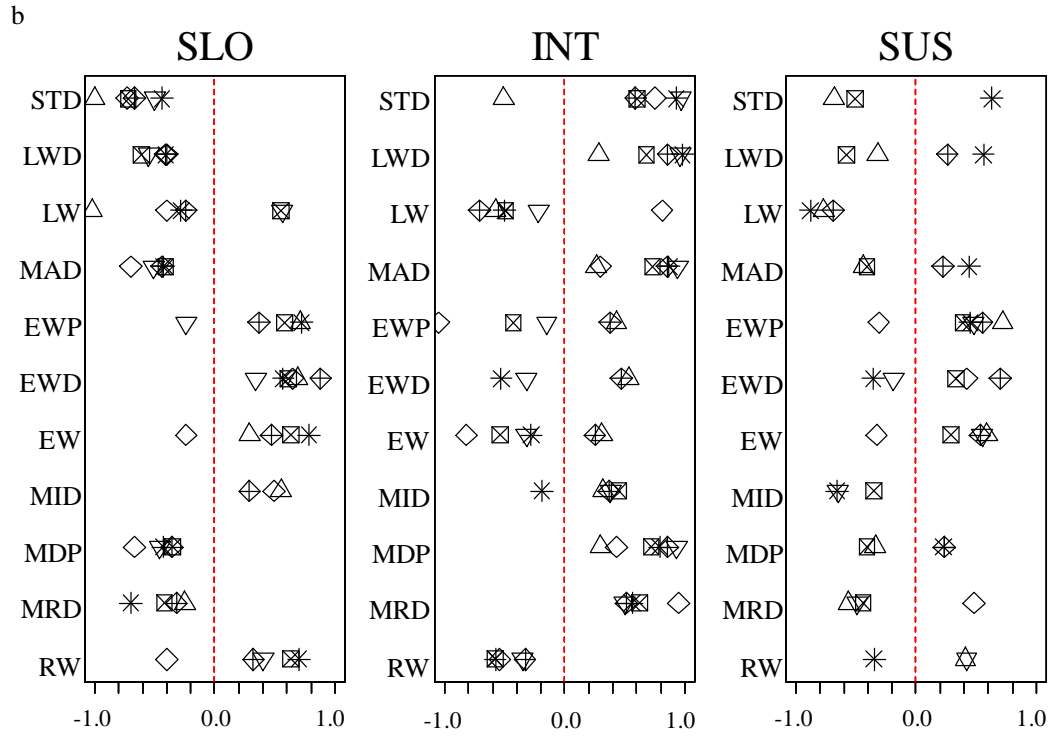 b
SLO INT SUS
STD STD STD
LWD LWD LWD
LW LW LW
MAD MAD MAD
EWP EWP EWP
EWD EWD EWD
EW EW EW
MID MID MID
MDP MDP MDP
MRD MRD MRD
RW RW RW
-1.0 0.0 1.0 -1.0 0.0 1.0 -1.0 0.0 1.0